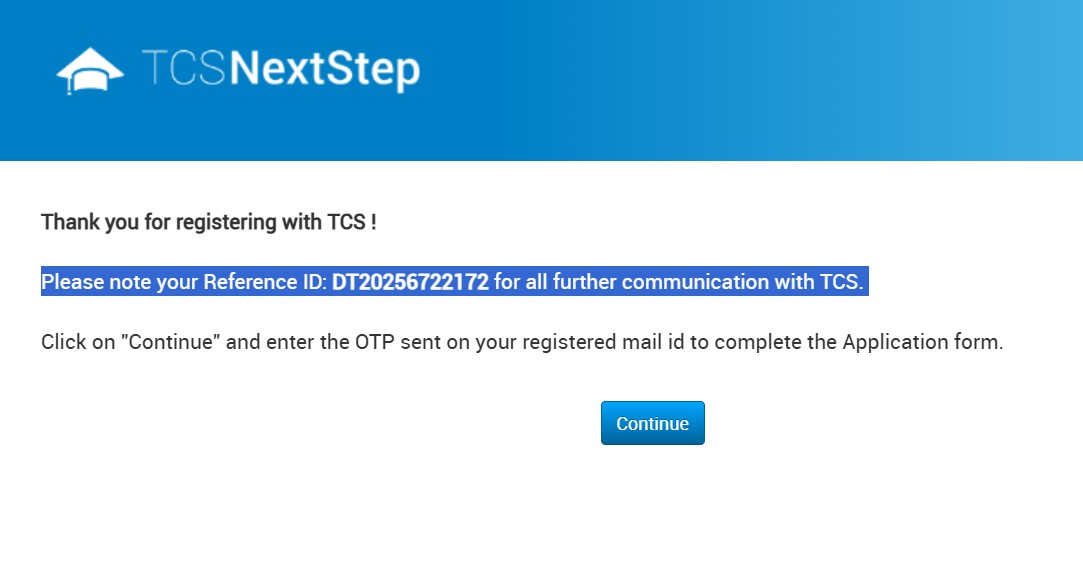 TCSNextStep
Thank you for registering with TCS !
Please note your Reference ID: DT20256722172 for all further communication with TCS.
Click on "Continue" and enter the OTP sent on your registered mail id to complete the Application form.
Continue